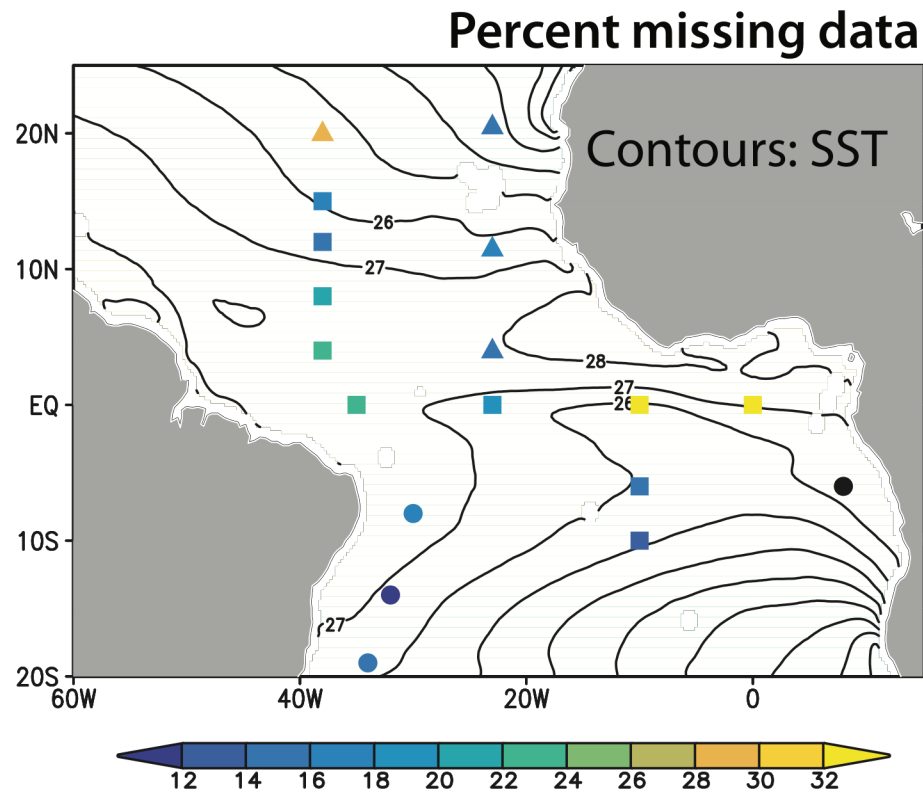 Percent missing data
20N
Contours: SST
26
10N
27
28
27
EQ
26
10S
27
20S
60W 40W 20W 0
12 14 16 18 20 22 24 26 28 30 32